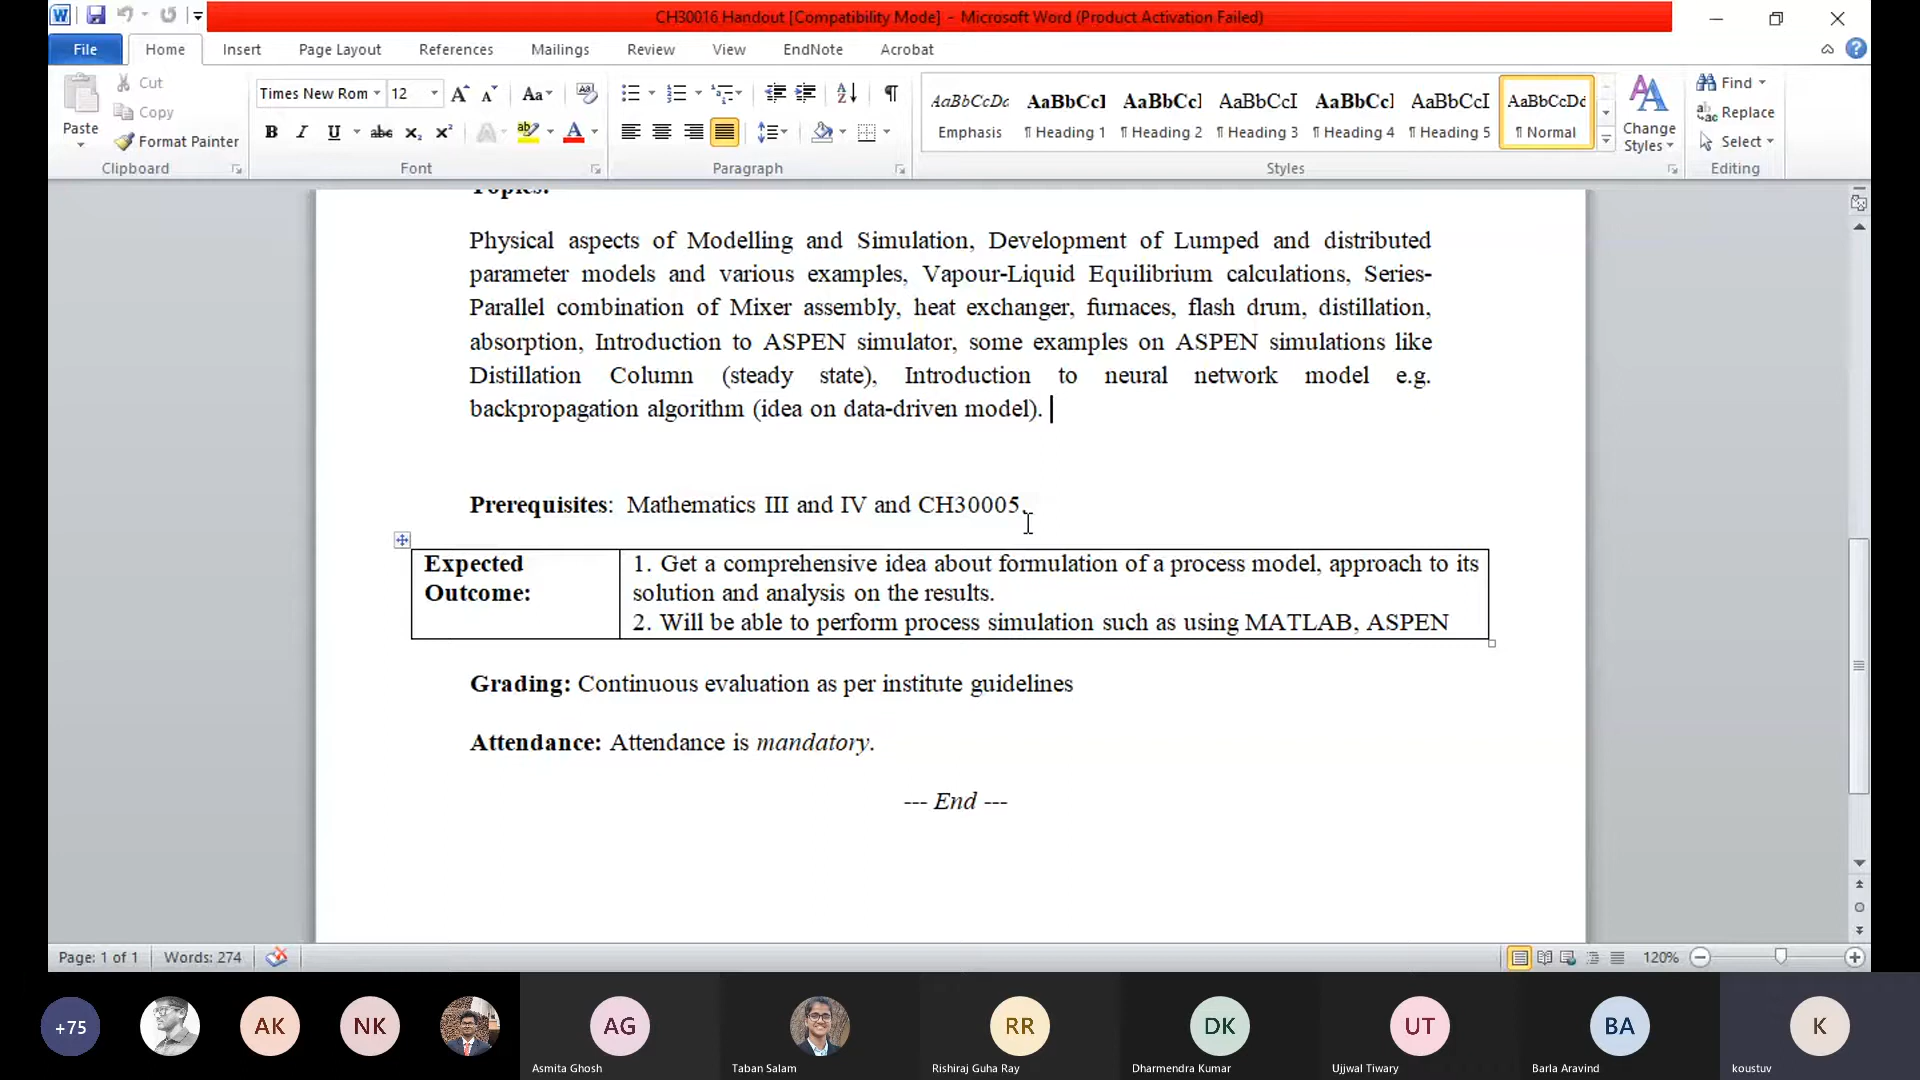 CH30016 Handout [Compatibility Mode] - Microsoft Word (Product Activation Failed)
File Home Insert Page Layout References Mailings Review View EndNote Acrobat
Paste
Cut
Copy
Format Painter
Clipboard
Times New Rom 12
Font
Paragraph
AaBbCcDc AaBbCcI AaBbCcI AaBbCcI AaBbCcI AaBbCcI AaBbCcDc
Emphasis ¶ Heading 1 ¶ Heading 2 ¶ Heading 3 ¶ Heading 4 ¶ Heading 5 ¶ Normal
Styles
Change
Styles
Find
Replace
Select
Editing
Topics:
Physical aspects of Modelling and Simulation, Development of Lumped and distributed
parameter models and various examples, Vapour-Liquid Equilibrium calculations, Series-
Parallel combination of Mixer assembly, heat exchanger, furnaces, flash drum, distillation,
absorption, Introduction to ASPEN simulator, some examples on ASPEN simulations like
Distillation Column (steady state), Introduction to neural network model e.g.
backpropagation algorithm (idea on data-driven model).
Prerequisites: Mathematics III and IV and CH30005.
Expected
Outcome:
1. Get a comprehensive idea about formulation of a process model, approach to its
solution and analysis on the results.
2. Will be able to perform process simulation such as using MATLAB, ASPEN
Grading: Continuous evaluation as per institute guidelines
Attendance: Attendance is mandatory.
--- End ---
Page: 1 of 1 Words: 274 120%
+75 AK NK AG RR DK UT BA K
Asmita Ghosh Taban Salam Rishiraj Guha Ray Dharmendra Kumar Ujjwal Tiwary Barla Aravind koustuv